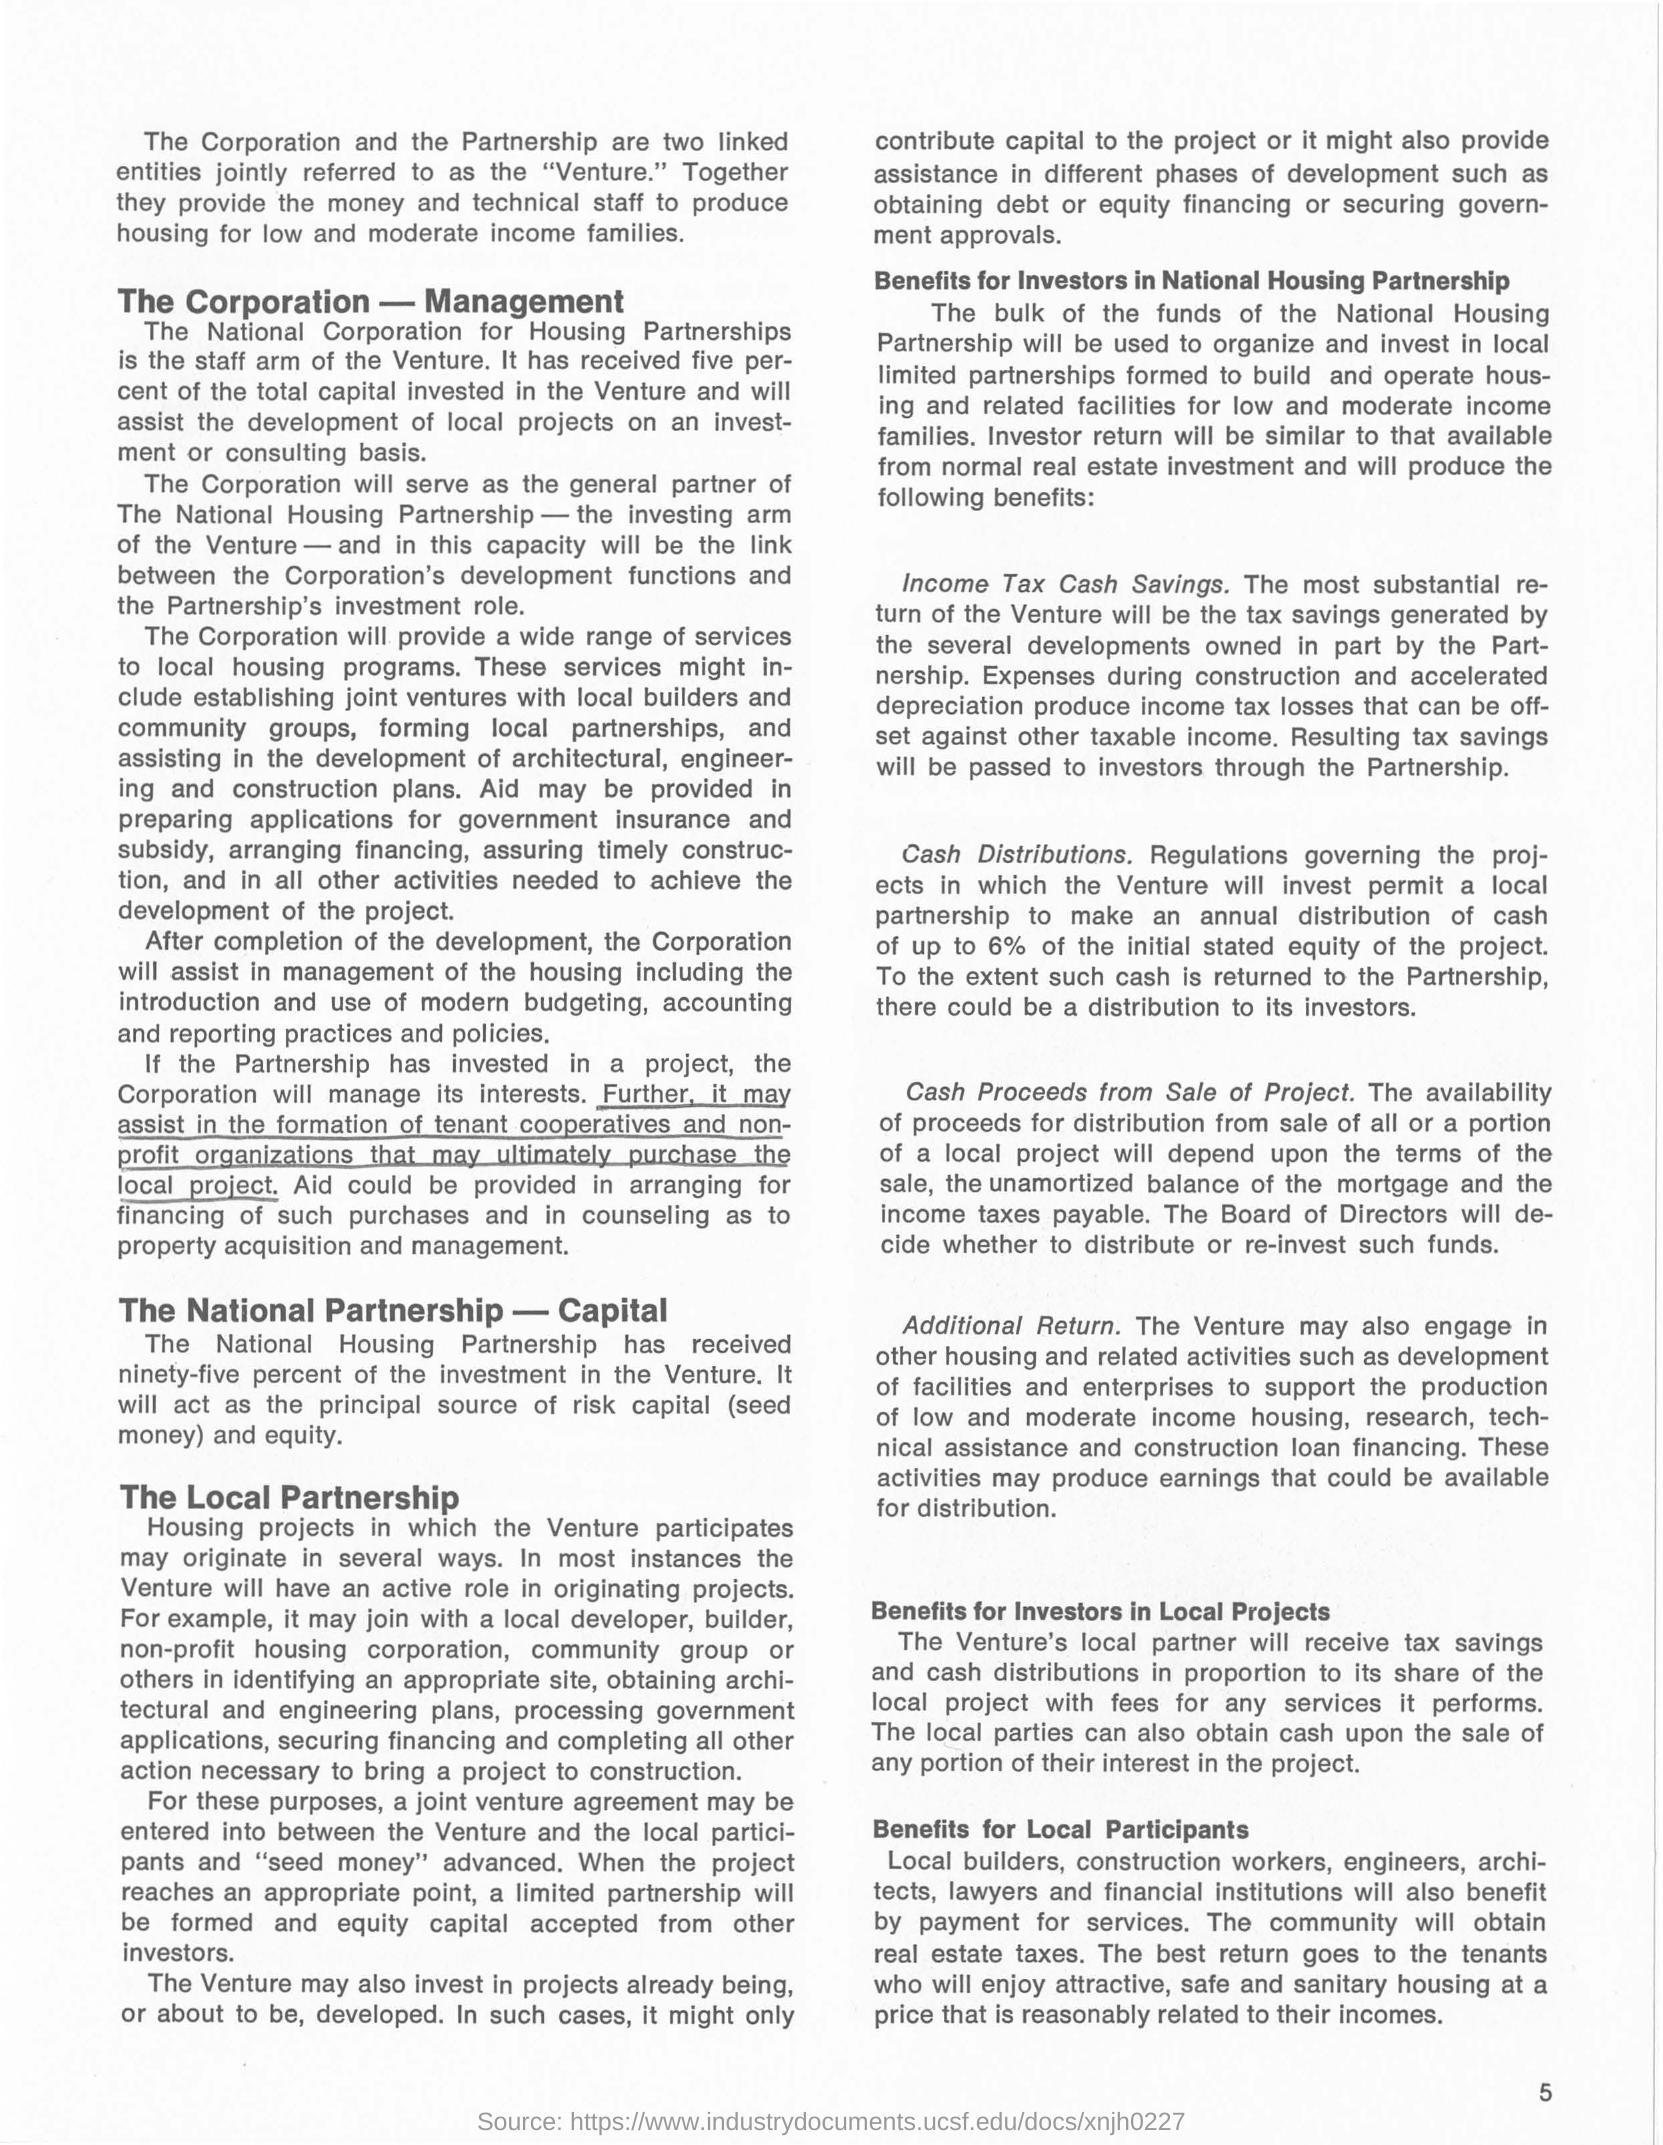 The Corporation and the Partnership are two linked
entities jointly referred to as the “Venture.” Together
they provide the money and technical staff to produce
housing for low and moderate income families.
The Corporation — Management
The National Corporation for Housing Partnerships
is the staff arm of the Venture. It has received five per-
cent of the total capital invested in the Venture and will
assist the development of local projects on an invest-
ment or consulting basis.
The Corporation will serve as the general partner of
The National Housing Partnership — the investing arm
of the Venture — and in this capacity will be the link
between the Corporation's development functions and
the Partnership's investment role.
The Corporation will provide a wide range of services
to local housing programs. These services might in-
clude establishing joint ventures with local builders and
community groups, forming local partnerships, and
assisting in the development of architectural, engineer-
ing and construction plans. Aid may be provided in
preparing applications for government insurance and
subsidy, arranging financing, assuring timely construc-
tion, and in all other activities needed to achieve the
development of the project.
After completion of the development, the Corporation
will assist in management of the housing including the
introduction and use of modern budgeting, accounting
and reporting practices and policies.
If the Partnership has invested in a project, the
Corporation will manage its interests. Further, it may
assist in the formation of tenant cooperatives and non-
profit organizations that may ultimately purchase the
local project. Aid could be provided in arranging for
financing of such purchases and in counseling as to
property acquisition and management.
The National Partnership — Capital
The National Housing Partnership has received
ninety-five percent of the investment in the Venture. It
will act as the principal source of risk capital (seed
money) and equity.
The Local Partnership
Housing projects in which the Venture participates
may originate in several ways. In most instances the
Venture will have an active role in originating projects.
For example, it may join with a local developer, builder,
non-profit housing corporation, community group or
others in identifying an appropriate site, obtaining archi-
tectural and engineering plans, processing government
applications, securing financing and completing all other
action necessary to bring a project to construction.
For these purposes, a joint venture agreement may be
entered into between the Venture and the local partici-
pants and “seed money” advanced. When the project
reaches an appropriate point, a limited partnership will
be formed and equity capital accepted from other
investors.
The Venture may also invest in projects already being,
or about to be, developed. In such cases, it might only
contribute capital to the project or it might also provide
assistance in different phases of development such as
obtaining debt or equity financing or securing govern-
ment approvals.
Benefits for Investors in National Housing Partnership
The bulk of the funds of the National Housing
Partnership will be used to organize and invest in local
limited partnerships formed to build and operate hous-
ing and related facilities for low and moderate income
families. Investor return will be similar to that available
from normal real estate investment and will produce the
following benefits:
Income Tax Cash Savings. The most substantial re-
turn of the Venture will be the tax savings generated by
the several developments owned in part by the Part-
nership. Expenses during construction and accelerated
depreciation produce income tax losses that can be off-
set against other taxable income. Resulting tax savings
will be passed to investors through the Partnership.
Cash Distributions. Regulations governing the proj-
ects in which the Venture will invest permit a local
partnership to make an annual distribution of cash
of up to 6% of the initial stated equity of the project.
To the extent such cash is returned to the Partnership,
there could be a distribution to its investors.
Cash Proceeds from Sale of Project. The availability
of proceeds for distribution from sale of all or a portion
of a local project will depend upon the terms of the
sale, the unamortized balance of the mortgage and the
income taxes payable. The Board of Directors will de-
cide whether to distribute or re-invest such funds.
Additional Return. The Venture may also engage in
other housing and related activities such as development
of facilities and enterprises to support the production
of low and moderate income housing, research, tech-
nical assistance and construction loan financing. These
activities may produce earnings that could be available
for distribution.
Benefits for Investors in Local Projects
The Venture's local partner will receive tax savings
and cash distributions in proportion to its share of the
local project with fees for any services it performs.
The local parties can also obtain cash upon the sale of
any portion of their interest in the project.
Benefits for Local Participants
Local builders, construction workers, engineers, archi-
tects, lawyers and financial institutions will also benefit
by payment for services. The community will obtain
real estate taxes. The best return goes to the tenants
who will enjoy attractive, safe and sanitary housing at a
price that is reasonably related to their incomes.
5
Source: https://www.industrydocuments.ucsf.edu/docs/xnjh0227